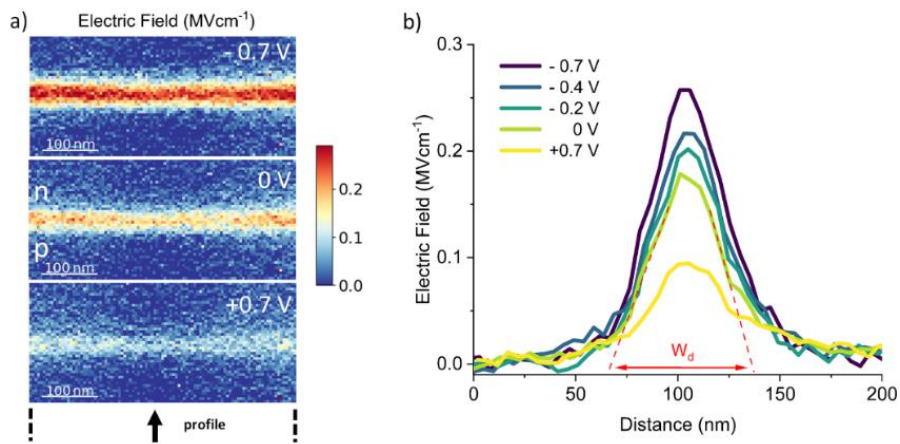 a)
Electric Field (MVcm⁻¹)
- 0.7 V
100 nm
0 V
n
p
100 nm
+0.7 V
100 nm
profile
0.2
0.1
0.0
b)
0.3
0.2
0.1
0.0
Electric Field (MVcm⁻¹)
- 0.7 V
- 0.4 V
- 0.2 V
0 V
+0.7 V
W_d
0 50 100 150 200
Distance (nm)